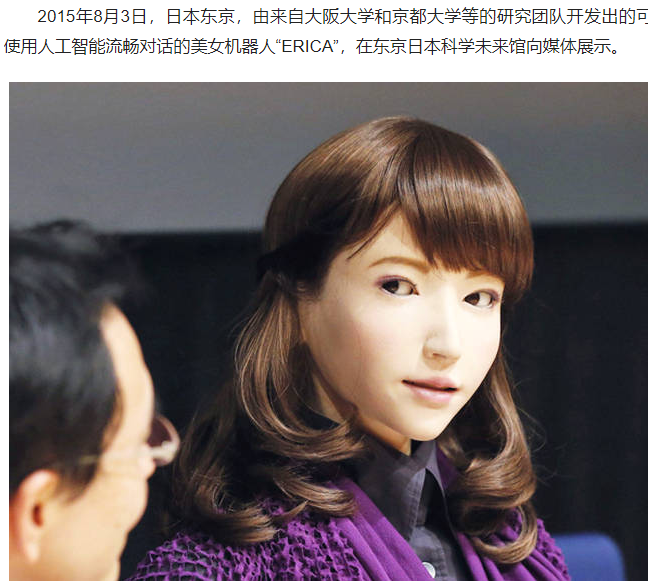 2015年8月3日，日本东京，由来自大阪大学和京都大学等的研究团队开发出的可
使用人工智能流畅对话的美女机器人“ERICA”，在东京日本科学未来馆向媒体展示。